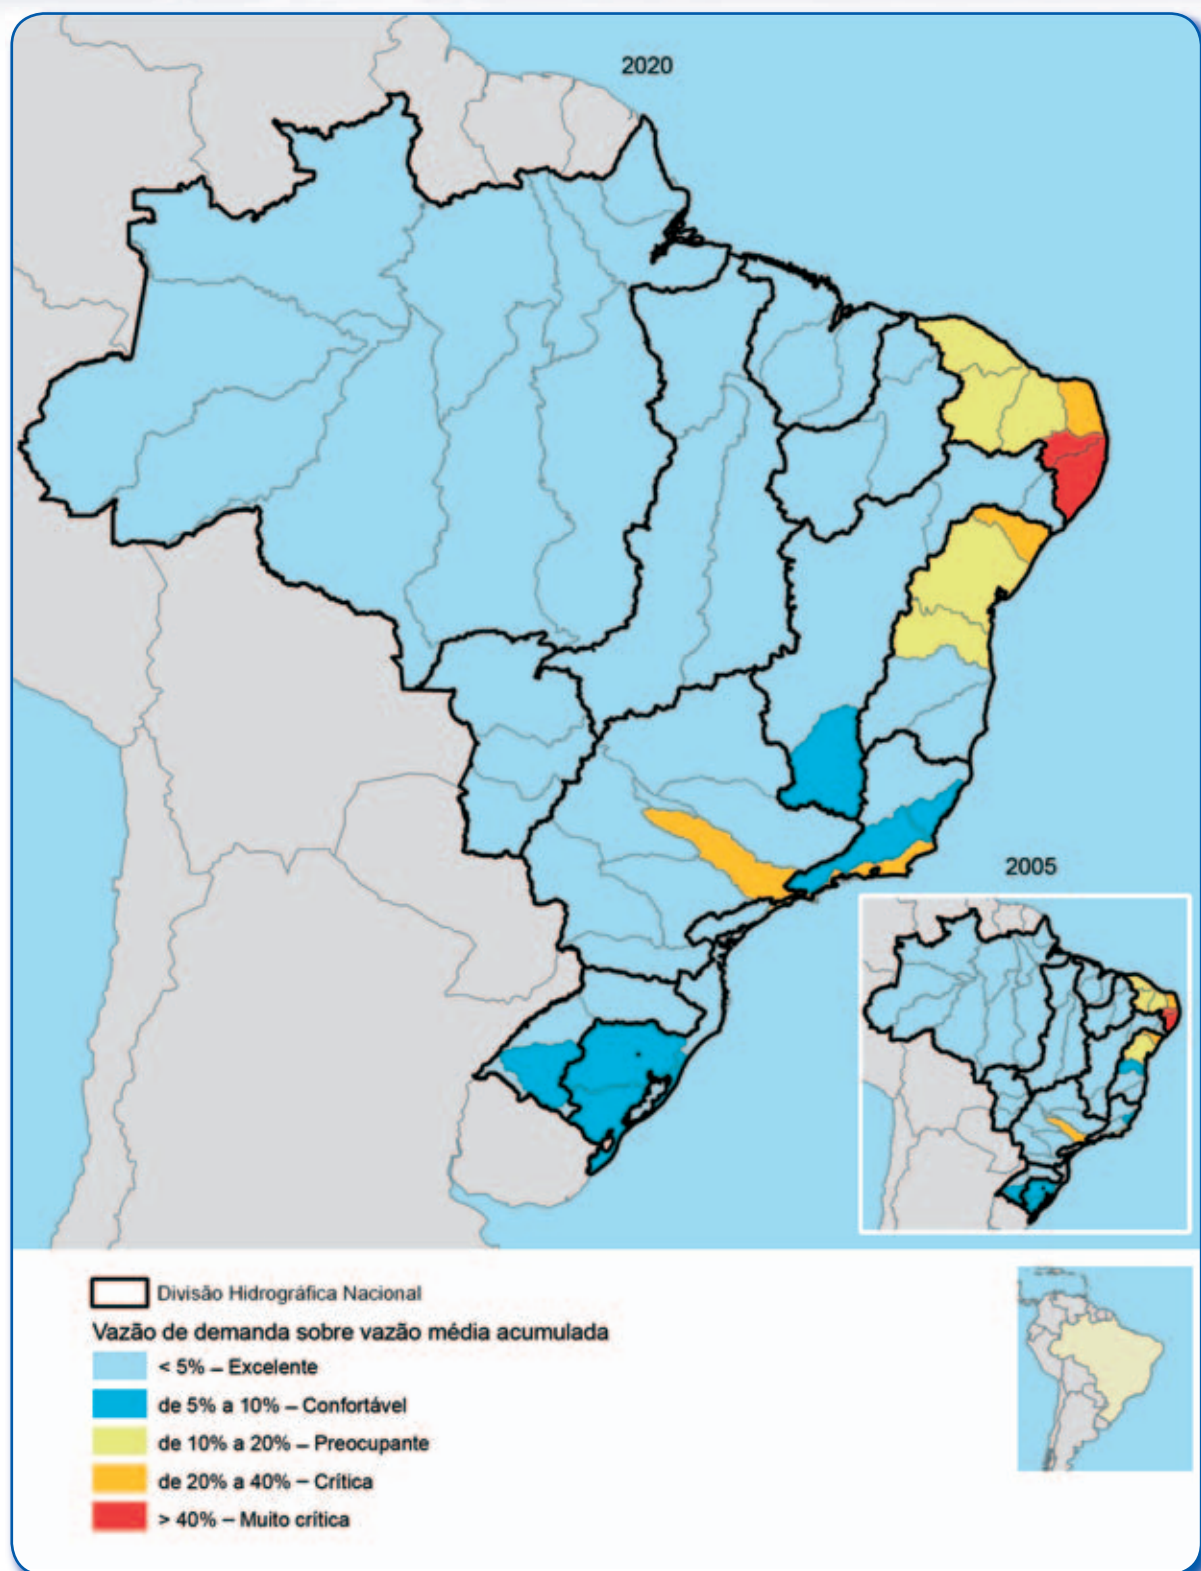 2020
2005
Divisão Hidrográfica Nacional
Vazão de demanda sobre vazão média acumulada
< 5% – Excelente
de 5% a 10% – Confortável
de 10% a 20% – Preocupante
de 20% a 40% – Crítica
> 40% – Muito crítica